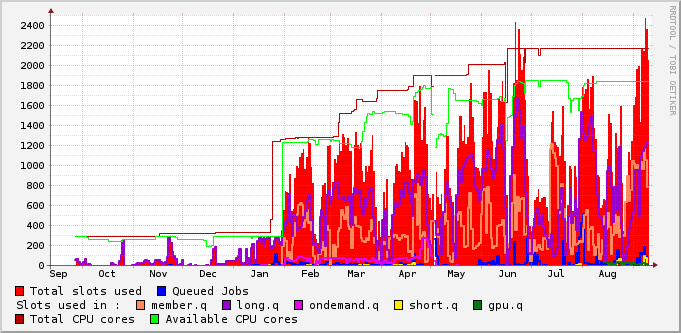 RRDTOOL / TOBI OETIKER
2400
2200
2000
1800
1600
1400
1200
1000
800
600
400
200
0
Sep Oct Nov Dec Jan Feb Mar Apr May Jun Jul Aug
Total slots used Queued Jobs
Slots used in : member.q long.q ondemand.q short.q gpu.q
Total CPU cores Available CPU cores